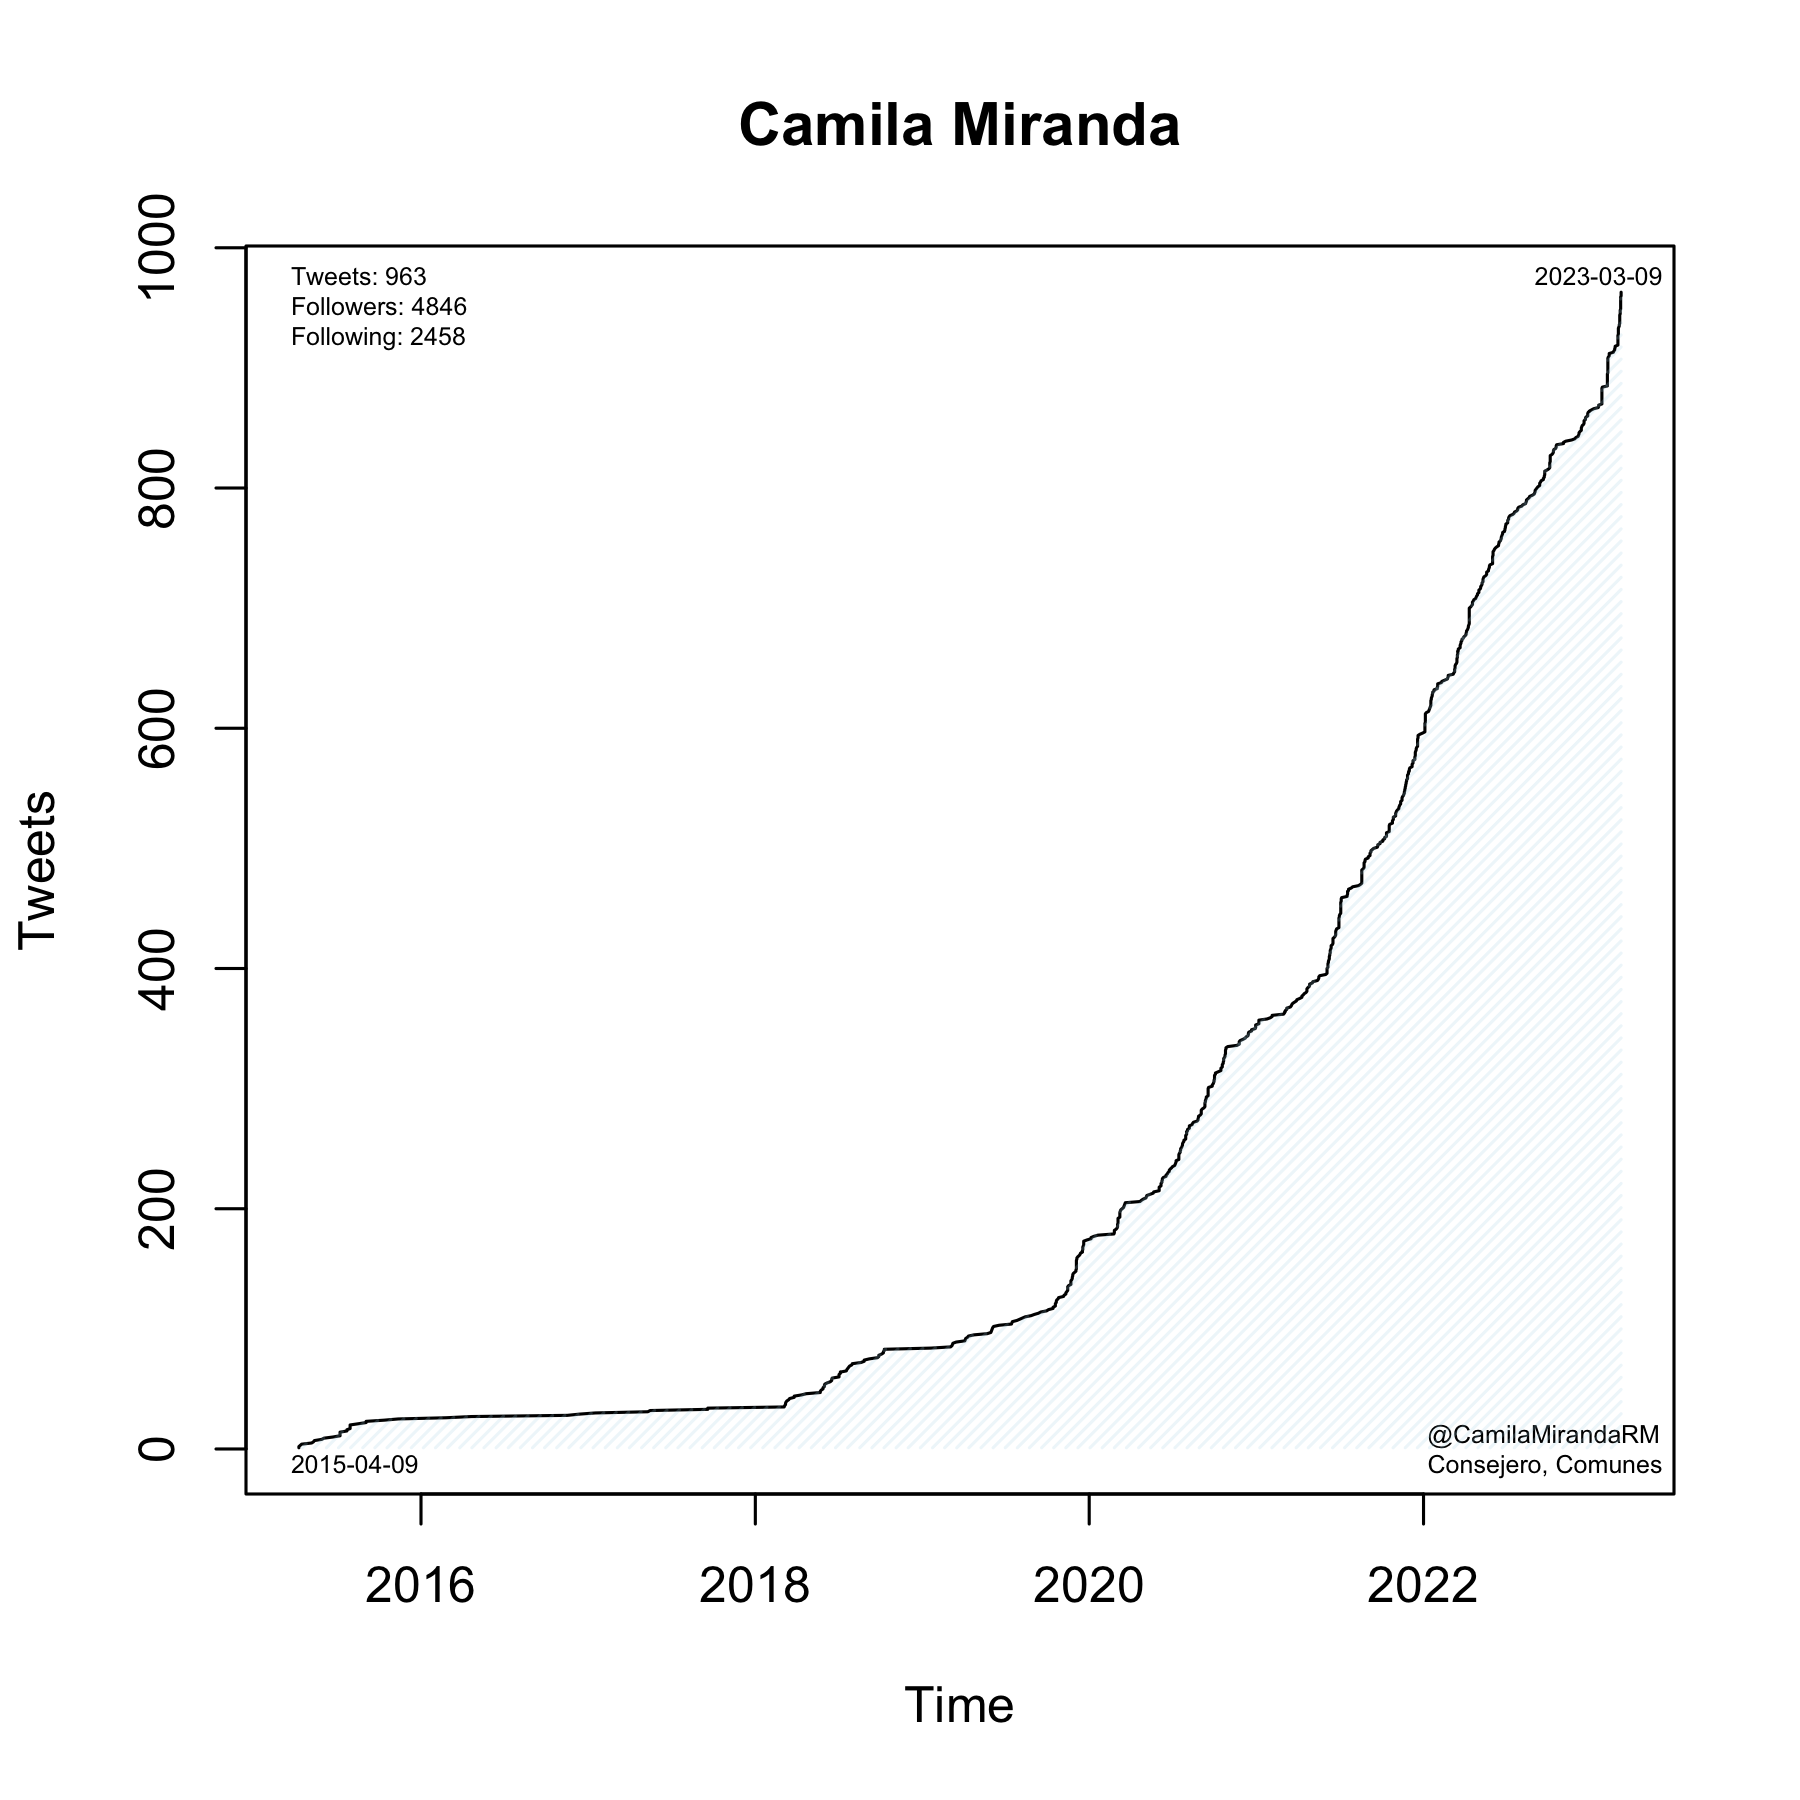 Camila Miranda
Tweets: 963
Followers: 4846
Following: 2458
2023-03-09
1000
800
600
400
200
0
Tweets
2015-04-09
@CamilaMirandaRM
Consejero, Comunes
2016 2018 2020 2022
Time